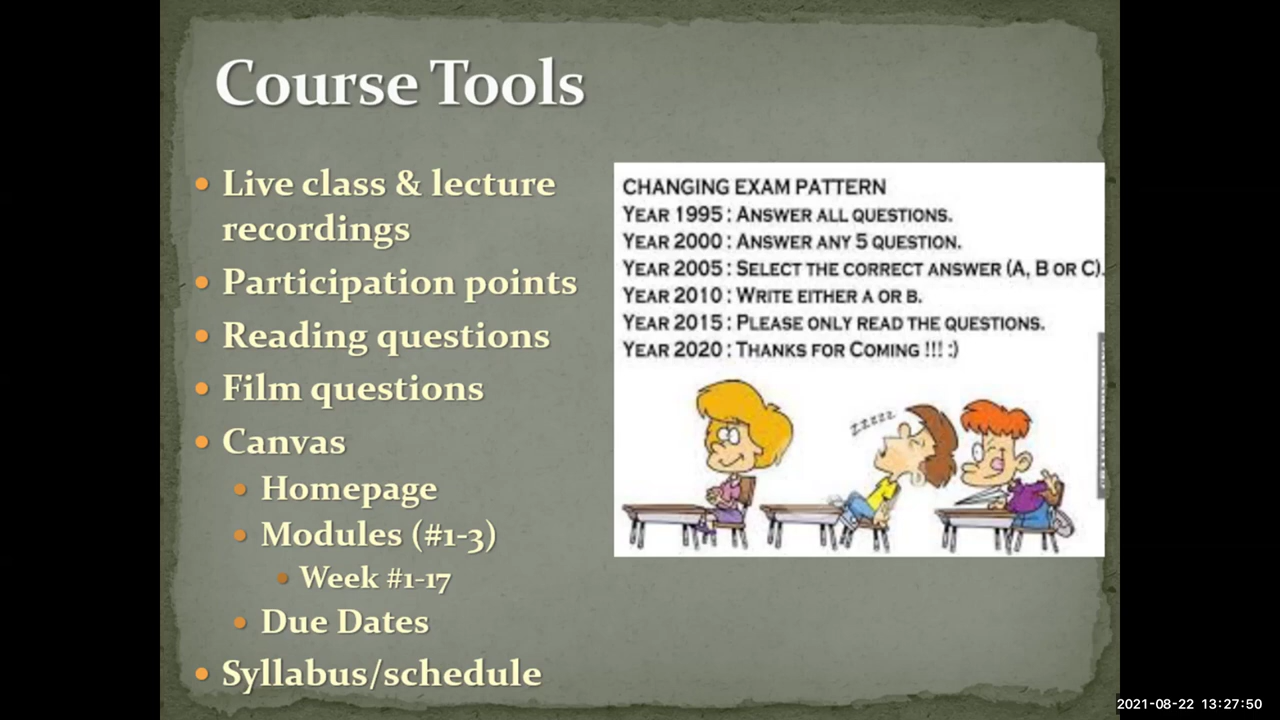 Course Tools
Live class & lecture
recordings
Participation points
Reading questions
Film questions
Canvas
Homepage
Modules (#1-3)
Week #1-17
Due Dates
Syllabus/schedule
CHANGING EXAM PATTERN
YEAR 1995 : ANSWER ALL QUESTIONS.
YEAR 2000 : ANSWER ANY 5 QUESTION.
YEAR 2005 : SELECT THE CORRECT ANSWER (A, B OR C).
YEAR 2010 : WRITE EITHER A OR B.
YEAR 2015 : PLEASE ONLY READ THE QUESTIONS.
YEAR 2020 : THANKS FOR COMING !!! :)
ZZZZZ
2021-08-22 13:27:50